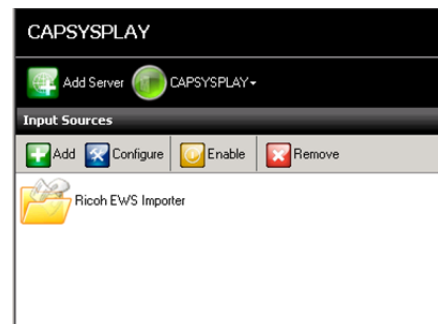 CAPSYSPLAY
Add Server CAPSYSPLAY
Input Sources
Add Configure Enable Remove
Ricoh EWS Importer